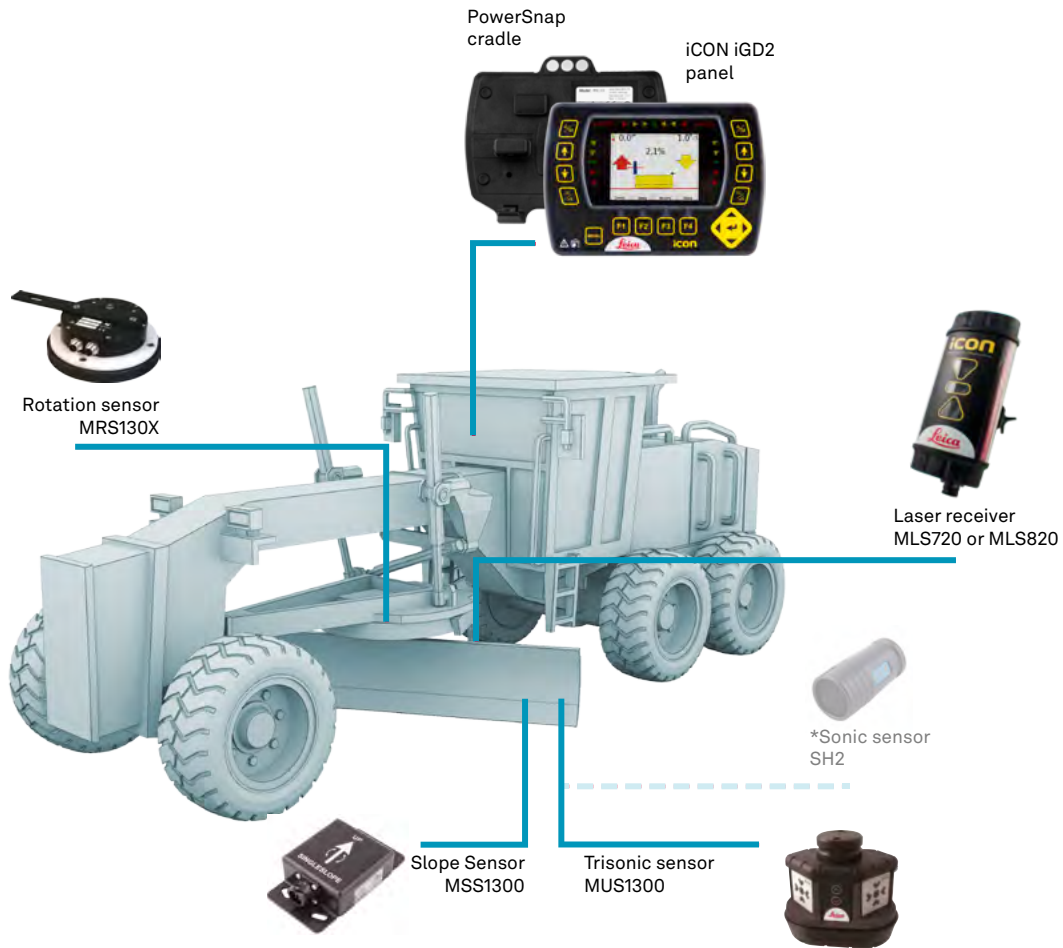 PowerSnap
cradle
iCON iGD2
panel
0.0"
1.0"
2.1%
F1 F2 F3 F4
MENU
Leica
icon
Rotation sensor
MRS130X
icon
Leica
Laser receiver
MLS720 or MLS820
*Sonic sensor
SH2
UP
SINGLESLOPE
Slope Sensor
MSS1300
Trisonic sensor
MUS1300
Leica